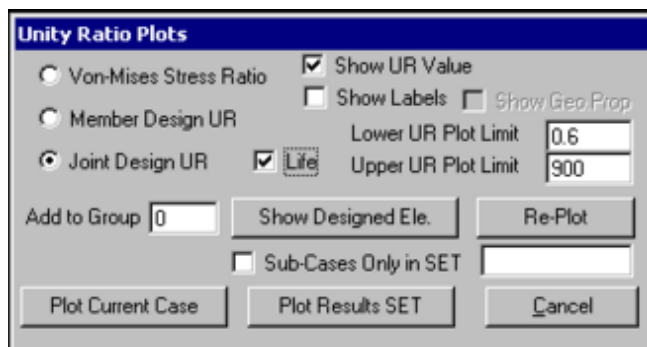 Unity Ratio Plots
Von-Mises Stress Ratio
Show UR Value
Show Labels Show Geo Prop
Member Design UR
Lower UR Plot Limit 0.6
Joint Design UR Life Upper UR Plot Limit 900
Add to Group 0 Show Designed Ele. Re-Plot
Sub-Cases Only in SET
Plot Current Case Plot Results SET Cancel